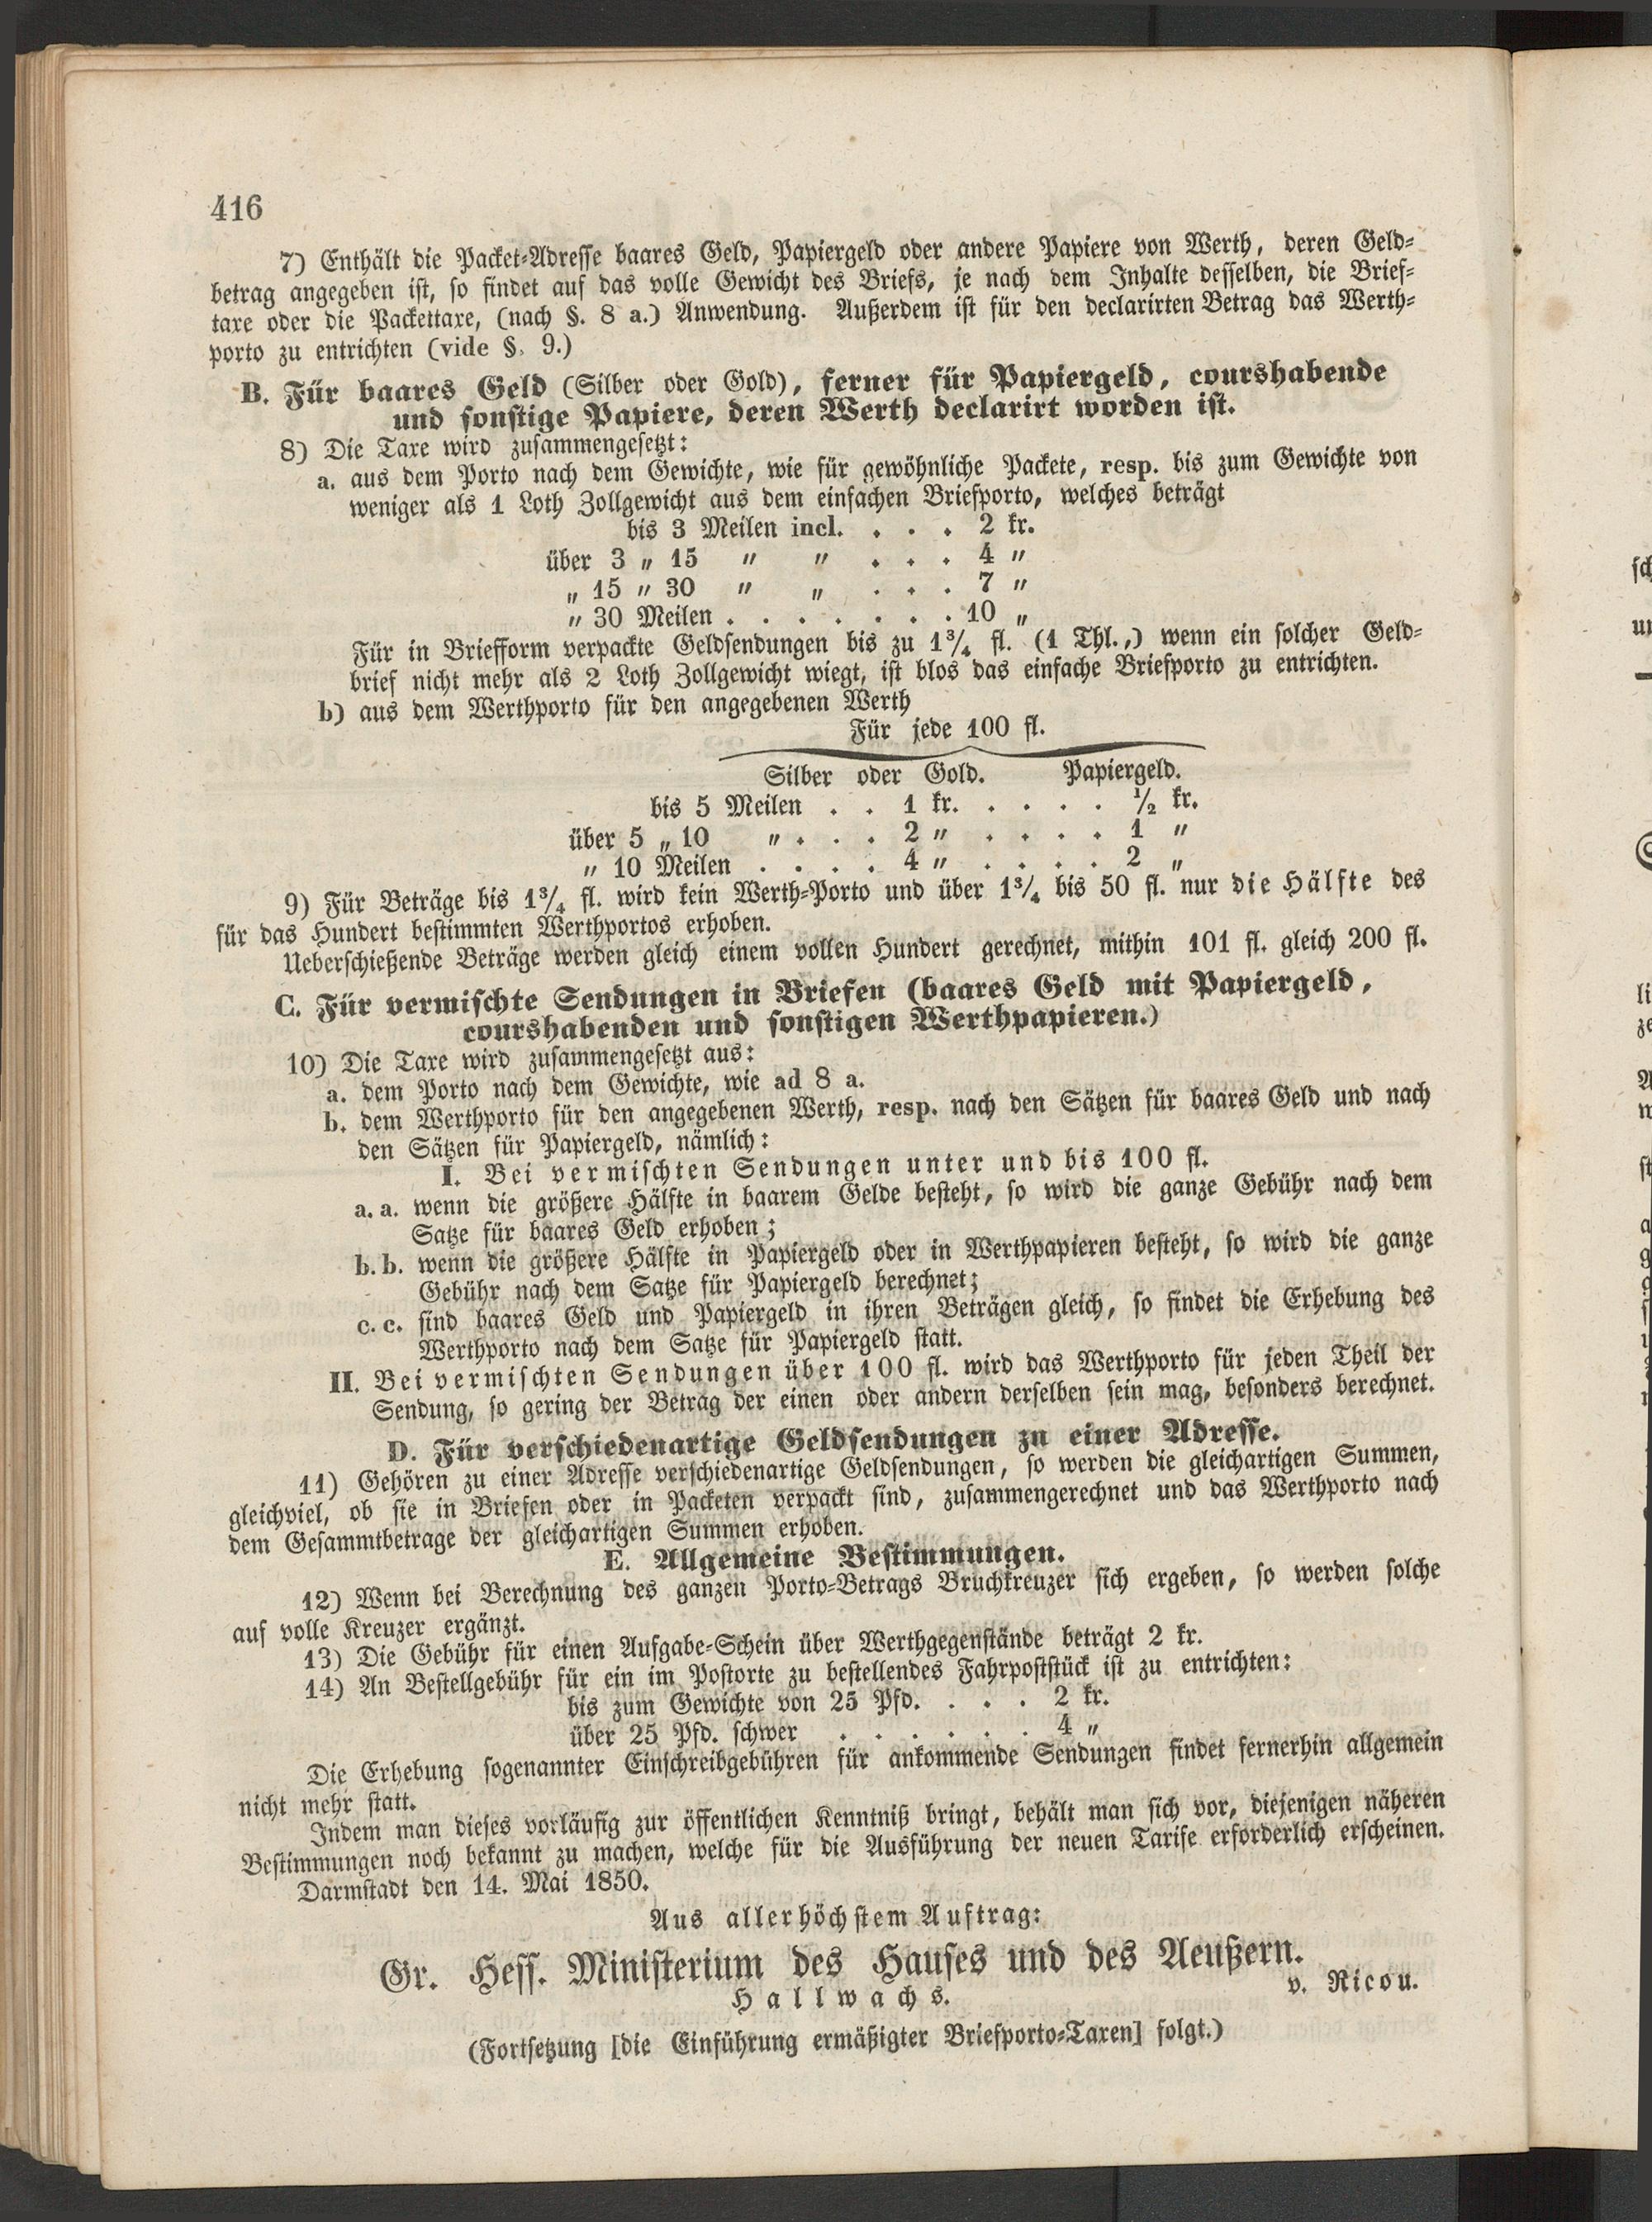 416
7) Enthält die Packet-Adresse baares Geld, Papiergeld oder andere Papiere von Werth, deren Geld-
betrag angegeben ist, so findet auf das volle Gewicht des Briefs, je nach dem Inhalte desselben, die Brief-
taxe oder die Packettaxe, (nach §. 8 a.) Anwendung. Außerdem ist für den declarirten Betrag das Werth-
porto zu entrichten (vide §. 9.)
B. Für baares Geld (Silber oder Gold), ferner für Papiergeld, courshabende
und sonstige Papiere, deren Werth declarirt worden ist.
8) Die Taxe wird zusammengesetzt:
a. aus dem Porto nach dem Gewichte, wie für gewöhnliche Packete, resp. bis zum Gewichte von
weniger als 1 Loth Zollgewicht aus dem einfachen Briefporto, welches beträgt
bis 3 Meilen incl. . . . 2 kr.
über 3 „ 15 „ „ . . . 4 „
„ 15 „ 30 „ „ . . . 7 „
„ 30 Meilen . . . . . . . 10 „
Für in Briefform verpackte Geldsendungen bis zu 1¾ fl. (1 Thl.,) wenn ein solcher Geld-
brief nicht mehr als 2 Loth Zollgewicht wiegt, ist blos das einfache Briefporto zu entrichten.
b) aus dem Werthporto für den angegebenen Werth
Für jede 100 fl.
Silber oder Gold. Papiergeld.
bis 5 Meilen . . 1 kr. . . . . ½ kr.
über 5 „ 10 „ . . . 2 „ . . . . 1 „
„ 10 Meilen . . . . 4 „ . . . . 2 „
9) Für Beträge bis 1¾ fl. wird kein Werth-Porto und über 1¾ bis 50 fl. nur die Hälfte des
für das Hundert bestimmten Werthportos erhoben.
Ueberschießende Beträge werden gleich einem vollen Hundert gerechnet, mithin 101 fl. gleich 200 fl.
C. Für vermischte Sendungen in Briefen (baares Geld mit Papiergeld,
courshabenden und sonstigen Werthpapieren.)
10) Die Taxe wird zusammengesetzt aus:
a. dem Porto nach dem Gewichte, wie ad 8 a.
b. dem Werthporto für den angegebenen Werth, resp. nach den Sätzen für baares Geld und nach
den Sätzen für Papiergeld, nämlich:
I. Bei vermischten Sendungen unter und bis 100 fl.
a. a. wenn die größere Hälfte in baarem Gelde besteht, so wird die ganze Gebühr nach dem
Satze für baares Geld erhoben;
b. b. wenn die größere Hälfte in Papiergeld oder in Werthpapieren besteht, so wird die ganze
Gebühr nach dem Satze für Papiergeld berechnet;
c. c. sind baares Geld und Papiergeld in ihren Beträgen gleich, so findet die Erhebung des
Werthporto nach dem Satze für Papiergeld statt.
II. Bei vermischten Sendungen über 100 fl. wird das Werthporto für jeden Theil der
Sendung, so gering der Betrag der einen oder andern derselben sein mag, besonders berechnet.
D. Für verschiedenartige Geldsendungen zu einer Adresse.
11) Gehören zu einer Adresse verschiedenartige Geldsendungen, so werden die gleichartigen Summen,
gleichviel, ob sie in Briefen oder in Packeten verpackt sind, zusammengerechnet und das Werthporto nach
dem Gesammtbetrage der gleichartigen Summen erhoben.
E. Allgemeine Bestimmungen.
12) Wenn bei Berechnung des ganzen Porto-Betrags Bruchkreuzer sich ergeben, so werden solche
auf volle Kreuzer ergänzt.
13) Die Gebühr für einen Aufgabe-Schein über Werthgegenstände beträgt 2 kr.
14) An Bestellgebühr für ein im Postorte zu bestellendes Fahrpoststück ist zu entrichten:
bis zum Gewichte von 25 Pfd. . . . 2 kr.
über 25 Pfd. schwer . . . . . . 4 „
Die Erhebung sogenannter Einschreibgebühren für ankommende Sendungen findet fernerhin allgemein
nicht mehr statt.
Indem man dieses vorläufig zur öffentlichen Kenntniß bringt, behält man sich vor, diejenigen näheren
Bestimmungen noch bekannt zu machen, welche für die Ausführung der neuen Tarife erforderlich erscheinen.
Darmstadt den 14. Mai 1850.
Aus allerhöchstem Auftrag:
Gr. Hess. Ministerium des Hauses und des Aeußern.
Hallwachs.
v. Ricou.
(Fortsetzung [die Einführung ermäßigter Briefporto-Taxen] folgt.)